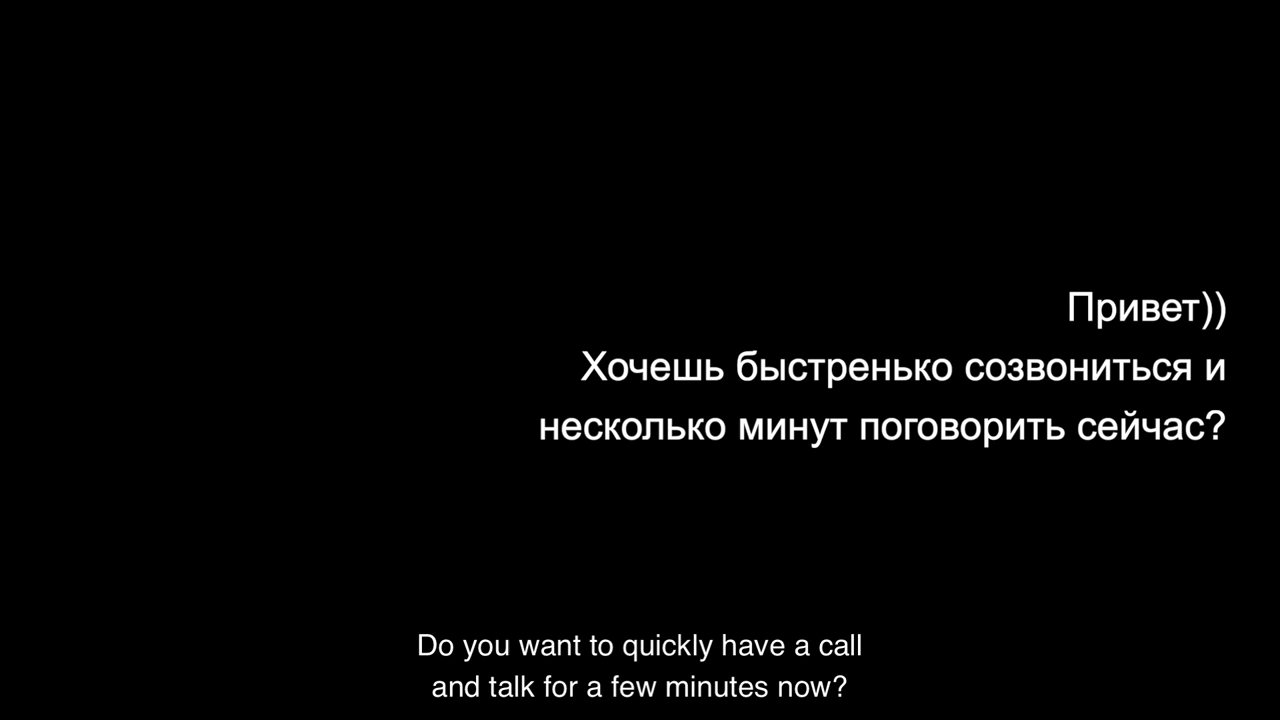 Привет))
Хочешь быстренько созвониться и
несколько минут поговорить сейчас?
Do you want to quickly have a call
and talk for a few minutes now?